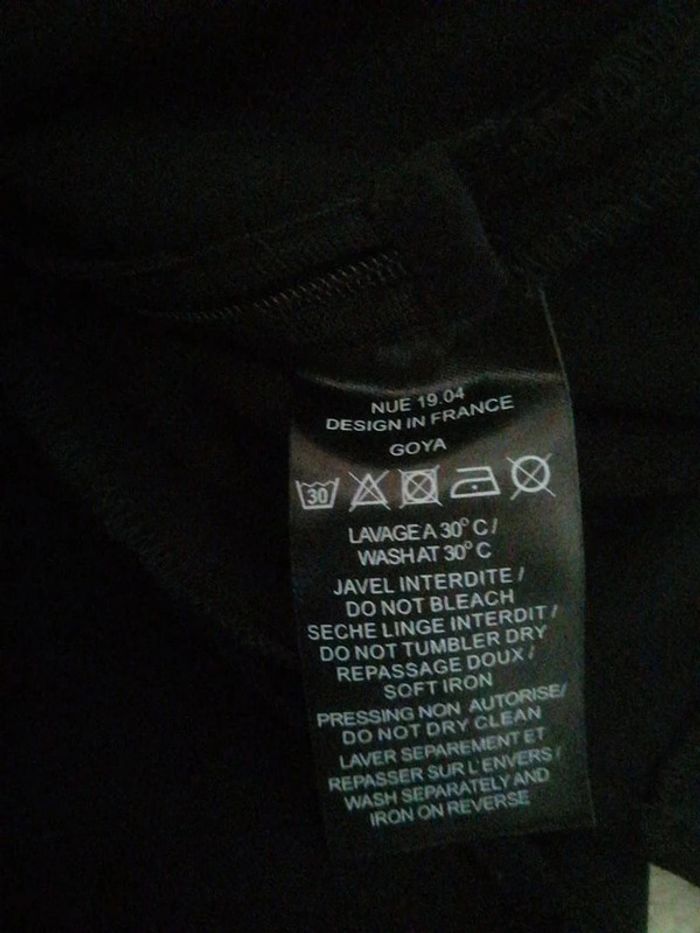 NUE 19.04
DESIGN IN FRANCE
GOYA
30
LAVAGE A 30° C /
WASH AT 30° C
JAVEL INTERDITE /
DO NOT BLEACH
SECHE LINGE INTERDIT /
DO NOT TUMBLE DRY
REPASSAGE DOUX /
SOFT IRON
PRESSING NON AUTORISE/
DO NOT DRY CLEAN
LAVER SEPAREMENT ET
REPASSER SUR L'ENVERS /
WASH SEPARATELY AND
IRON ON REVERSE